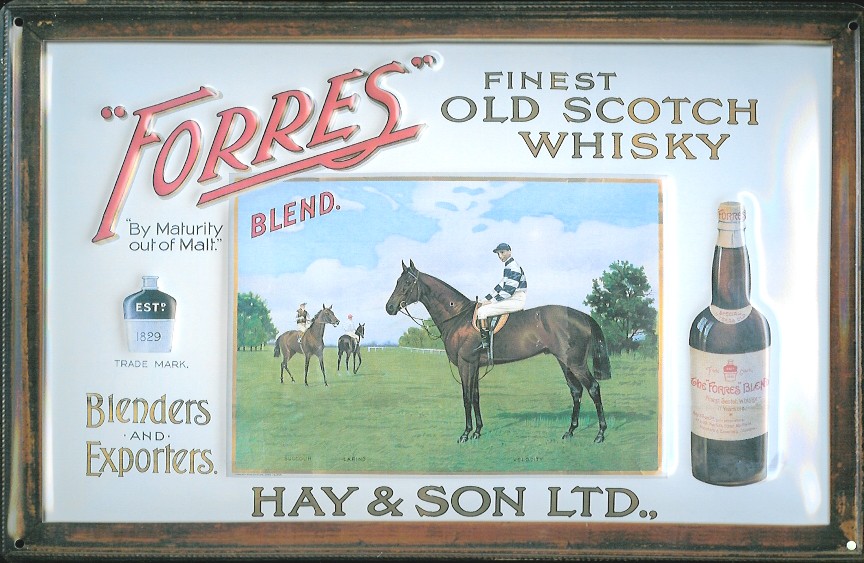 "FORRES"
FINEST
OLD SCOTCH
WHISKY
BLEND.
"By Maturity
out of Malt."
ESTD
1829
TRADE MARK.
Blenders
·AND·
Exporters.
FORRES
The "FORRES" BLEND
VELOCITY
HAY & SON LTD.,